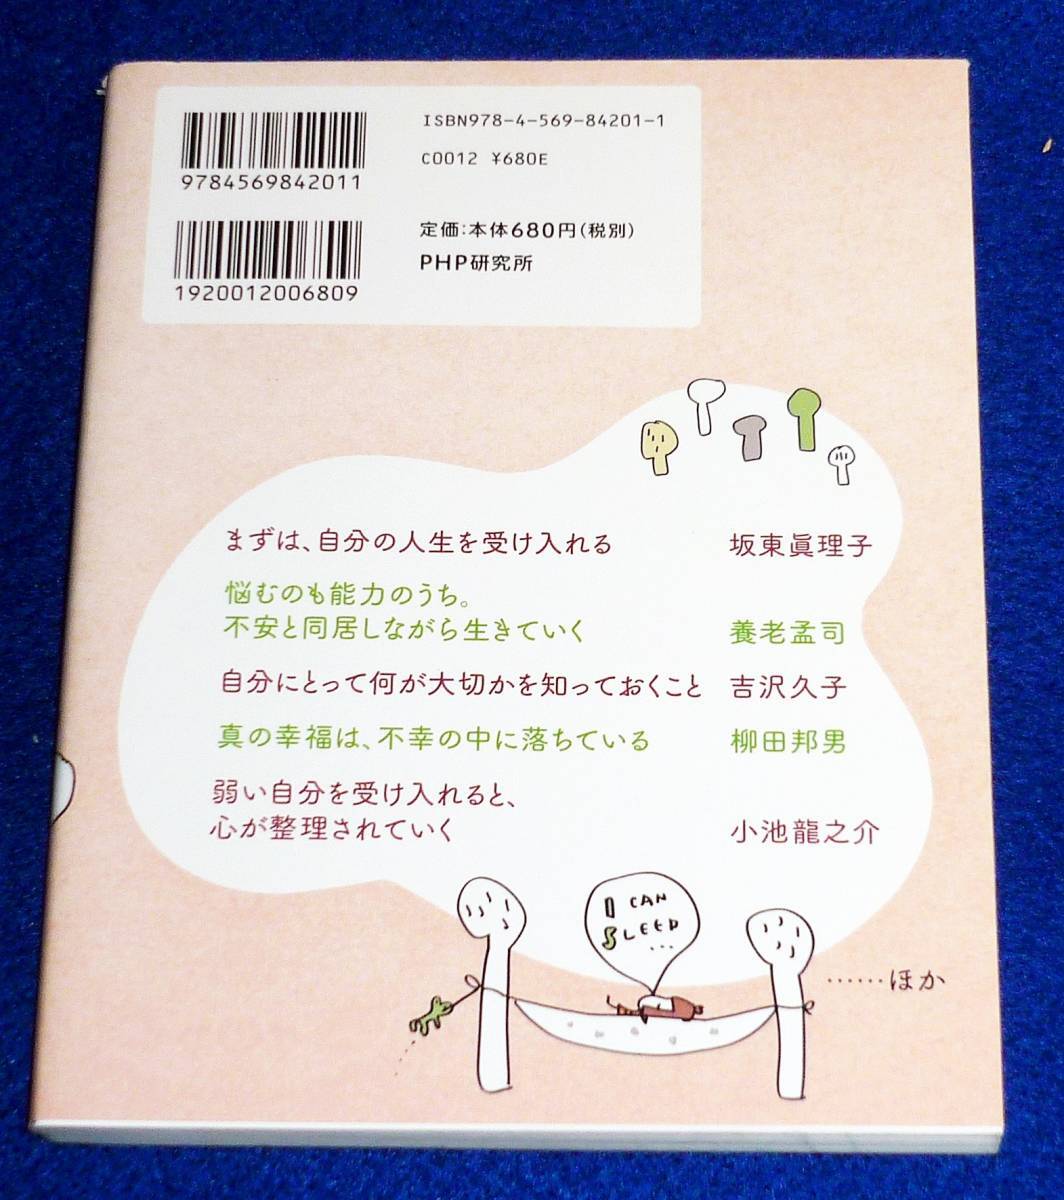 ISBN978-4-569-84201-1
9784569842011
C0012 ¥680E
定価：本体680円（税別）
1920012006809
PHP研究所
まずは、自分の人生を受け入れる 坂東眞理子
悩むのも能力のうち。
不安と同居しながら生きていく 養老孟司
自分にとって何が大切かを知っておくこと 吉沢久子
真の幸福は、不幸の中に落ちている 柳田邦男
弱い自分を受け入れると、
心が整理されていく 小池龍之介
I CAN
SLEEP
...
……ほか